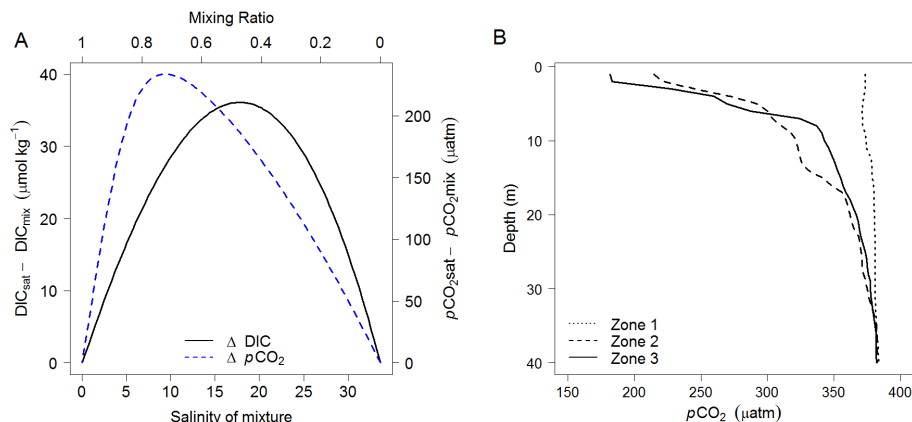 A
Mixing Ratio
1 0.8 0.6 0.4 0.2 0
DICsat − DICmix (μmol kg−1)
40
30
20
10
0
pCO2sat − pCO2mix (μatm)
200
150
100
50
0
Δ DIC
Δ pCO2
0 5 10 15 20 25 30
Salinity of mixture
B
Depth (m)
0
10
20
30
40
Zone 1
Zone 2
Zone 3
150 200 250 300 350 400
pCO2 (μatm)